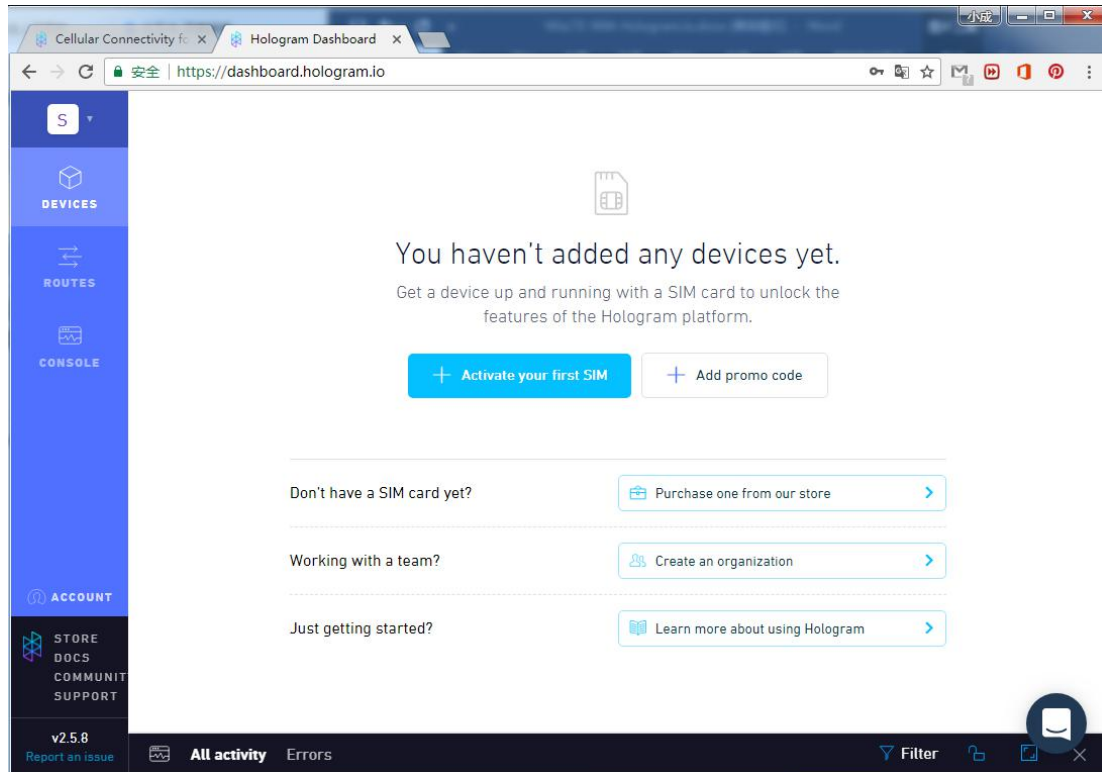 小成
Cellular Connectivity fo
Hologram Dashboard
安全
https://dashboard.hologram.io
S
DEVICES
ROUTES
CONSOLE
ACCOUNT
STORE
DOCS
COMMUNIT
SUPPORT
v2.5.8
Report an issue
You haven't added any devices yet.
Get a device up and running with a SIM card to unlock the
features of the Hologram platform.
Activate your first SIM
Add promo code
Don't have a SIM card yet?
Purchase one from our store
Working with a team?
Create an organization
Just getting started?
Learn more about using Hologram
All activity
Errors
Filter